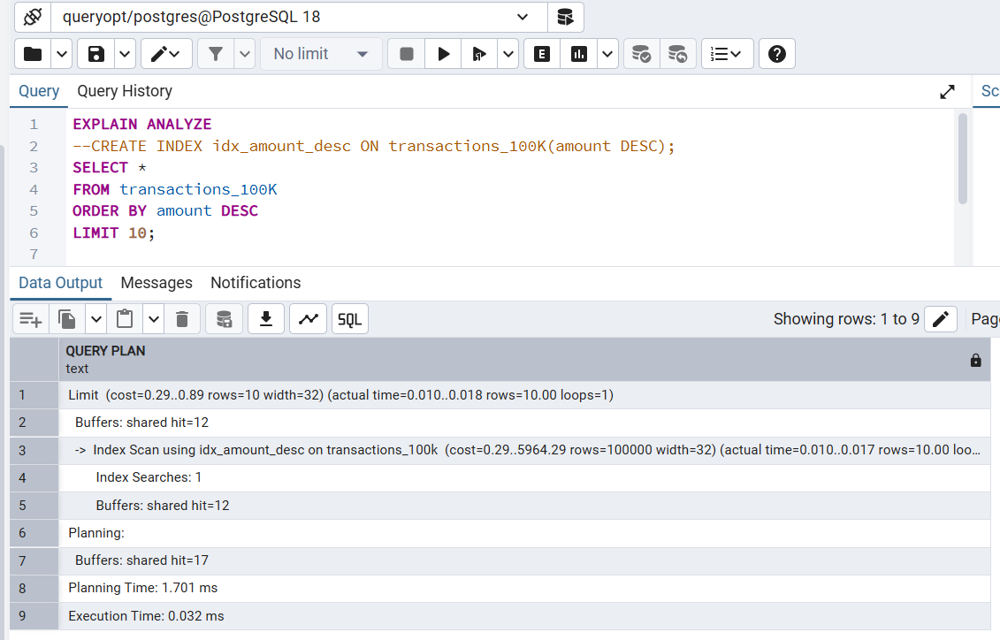 queryopt/postgres@PostgreSQL 18
No limit
E
Query Query History
Sc
1 EXPLAIN ANALYZE
2 --CREATE INDEX idx_amount_desc ON transactions_100K(amount DESC);
3 SELECT *
4 FROM transactions_100K
5 ORDER BY amount DESC
6 LIMIT 10;
7
Data Output Messages Notifications
SQL
Showing rows: 1 to 9
Pag
QUERY PLAN
text
1 Limit (cost=0.29..0.89 rows=10 width=32) (actual time=0.010..0.018 rows=10.00 loops=1)
2 Buffers: shared hit=12
3 -> Index Scan using idx_amount_desc on transactions_100k (cost=0.29..5964.29 rows=100000 width=32) (actual time=0.010..0.017 rows=10.00 loo...
4 Index Searches: 1
5 Buffers: shared hit=12
6 Planning:
7 Buffers: shared hit=17
8 Planning Time: 1.701 ms
9 Execution Time: 0.032 ms